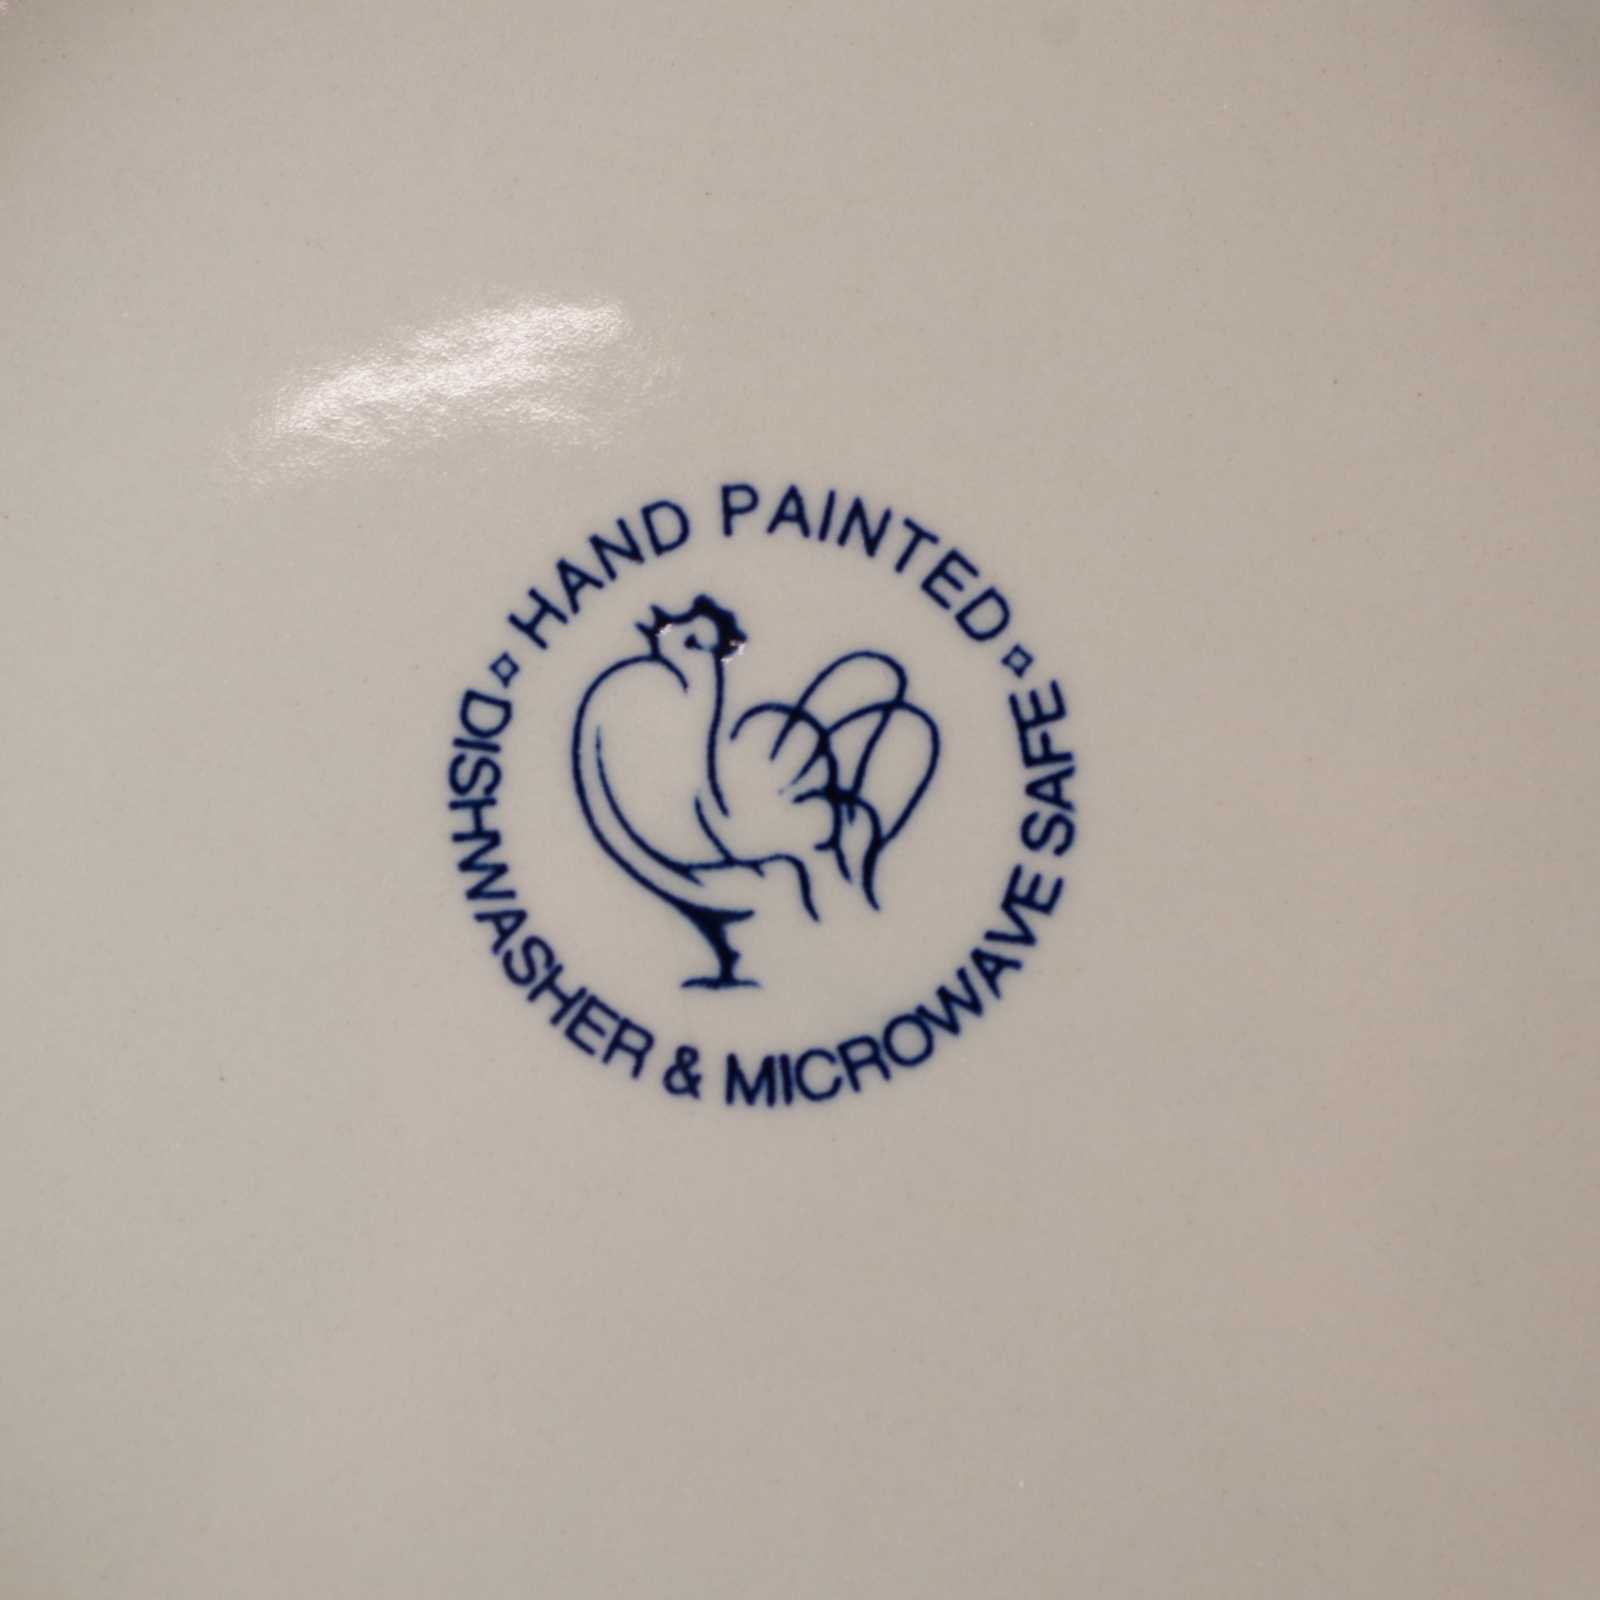 HAND PAINTED
DISHWASHER & MICROWAVE SAFE